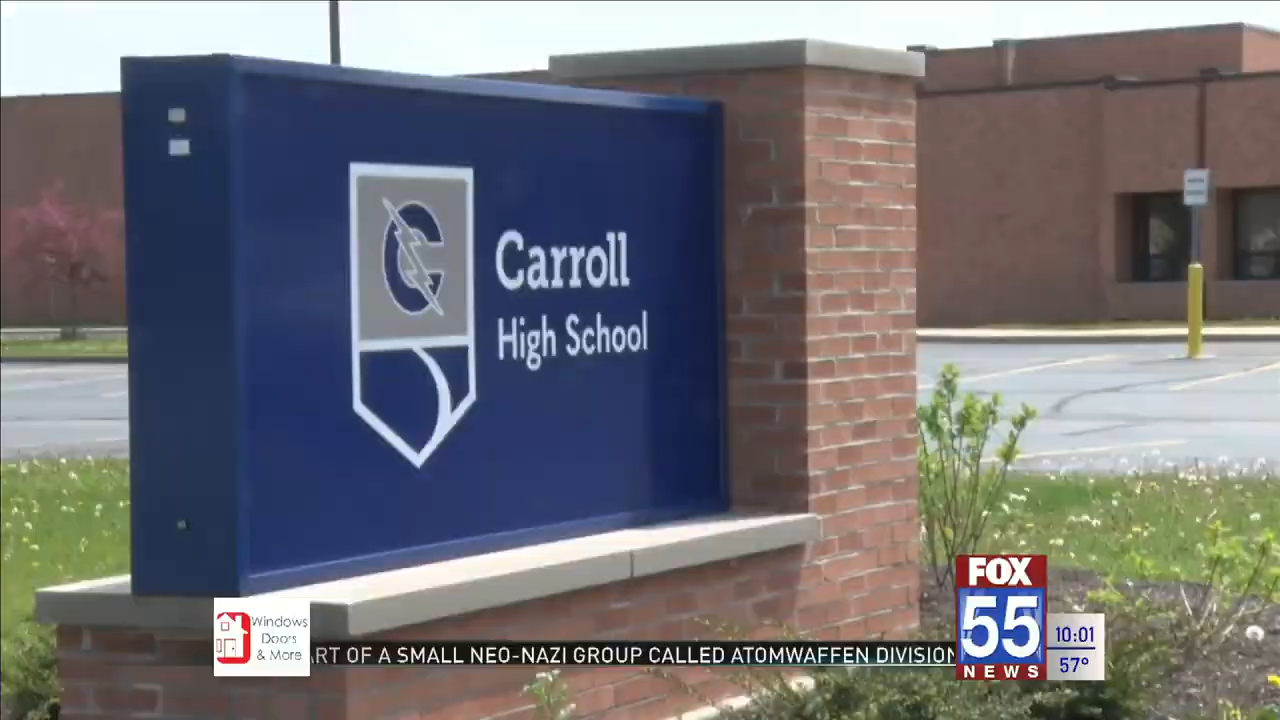 Carroll
High School
Windows
Doors
& More
ART OF A SMALL NEO-NAZI GROUP CALLED ATOMWAFFEN DIVISION
FOX
55
NEWS
10:01
57°